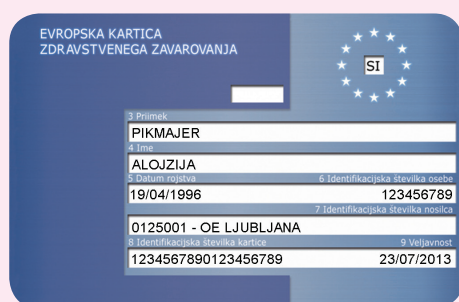 EVROPSKA KARTICA
ZDRAVSTVENEGA ZAVAROVANJA
SI
3 Priimek
PIKMAJER
4 Ime
ALOJZIJA
5 Datum rojstva 6 Identifikacijska številka osebe
19/04/1996 123456789
7 Identifikacijska številka nosilca
0125001 - OE LJUBLJANA
8 Identifikacijska številka kartice 9 Veljavnost
1234567890123456789 23/07/2013